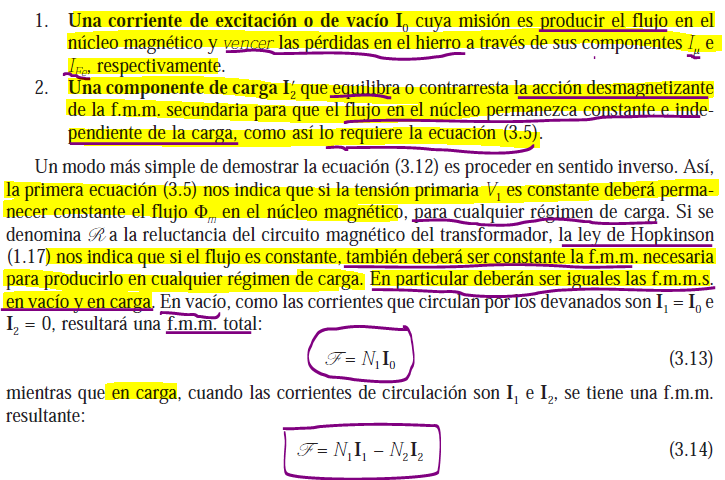 1. Una corriente de excitación o de vacío I₀ cuya misión es producir el flujo en el
núcleo magnético y vencer las pérdidas en el hierro a través de sus componentes Iμ e
I_Fe, respectivamente.
2. Una componente de carga I'₂ que equilibra o contrarresta la acción desmagnetizante
de la f.m.m. secundaria para que el flujo en el núcleo permanezca constante e inde-
pendiente de la carga, como así lo requiere la ecuación (3.5).
Un modo más simple de demostrar la ecuación (3.12) es proceder en sentido inverso. Así,
la primera ecuación (3.5) nos indica que si la tensión primaria V₁ es constante deberá perma-
necer constante el flujo Φₘ en el núcleo magnético, para cualquier régimen de carga. Si se
denomina ℛ a la reluctancia del circuito magnético del transformador, la ley de Hopkinson
(1.17) nos indica que si el flujo es constante, también deberá ser constante la f.m.m. necesaria
para producirlo en cualquier régimen de carga. En particular deberán ser iguales las f.m.m.s.
en vacío y en carga. En vacío, como las corrientes que circulan por los devanados son I₁ = I₀ e
I₂ = 0, resultará una f.m.m. total:
ℱ = N₁I₀ (3.13)
mientras que en carga, cuando las corrientes de circulación son I₁ e I₂, se tiene una f.m.m.
resultante:
ℱ = N₁I₁ – N₂I₂ (3.14)